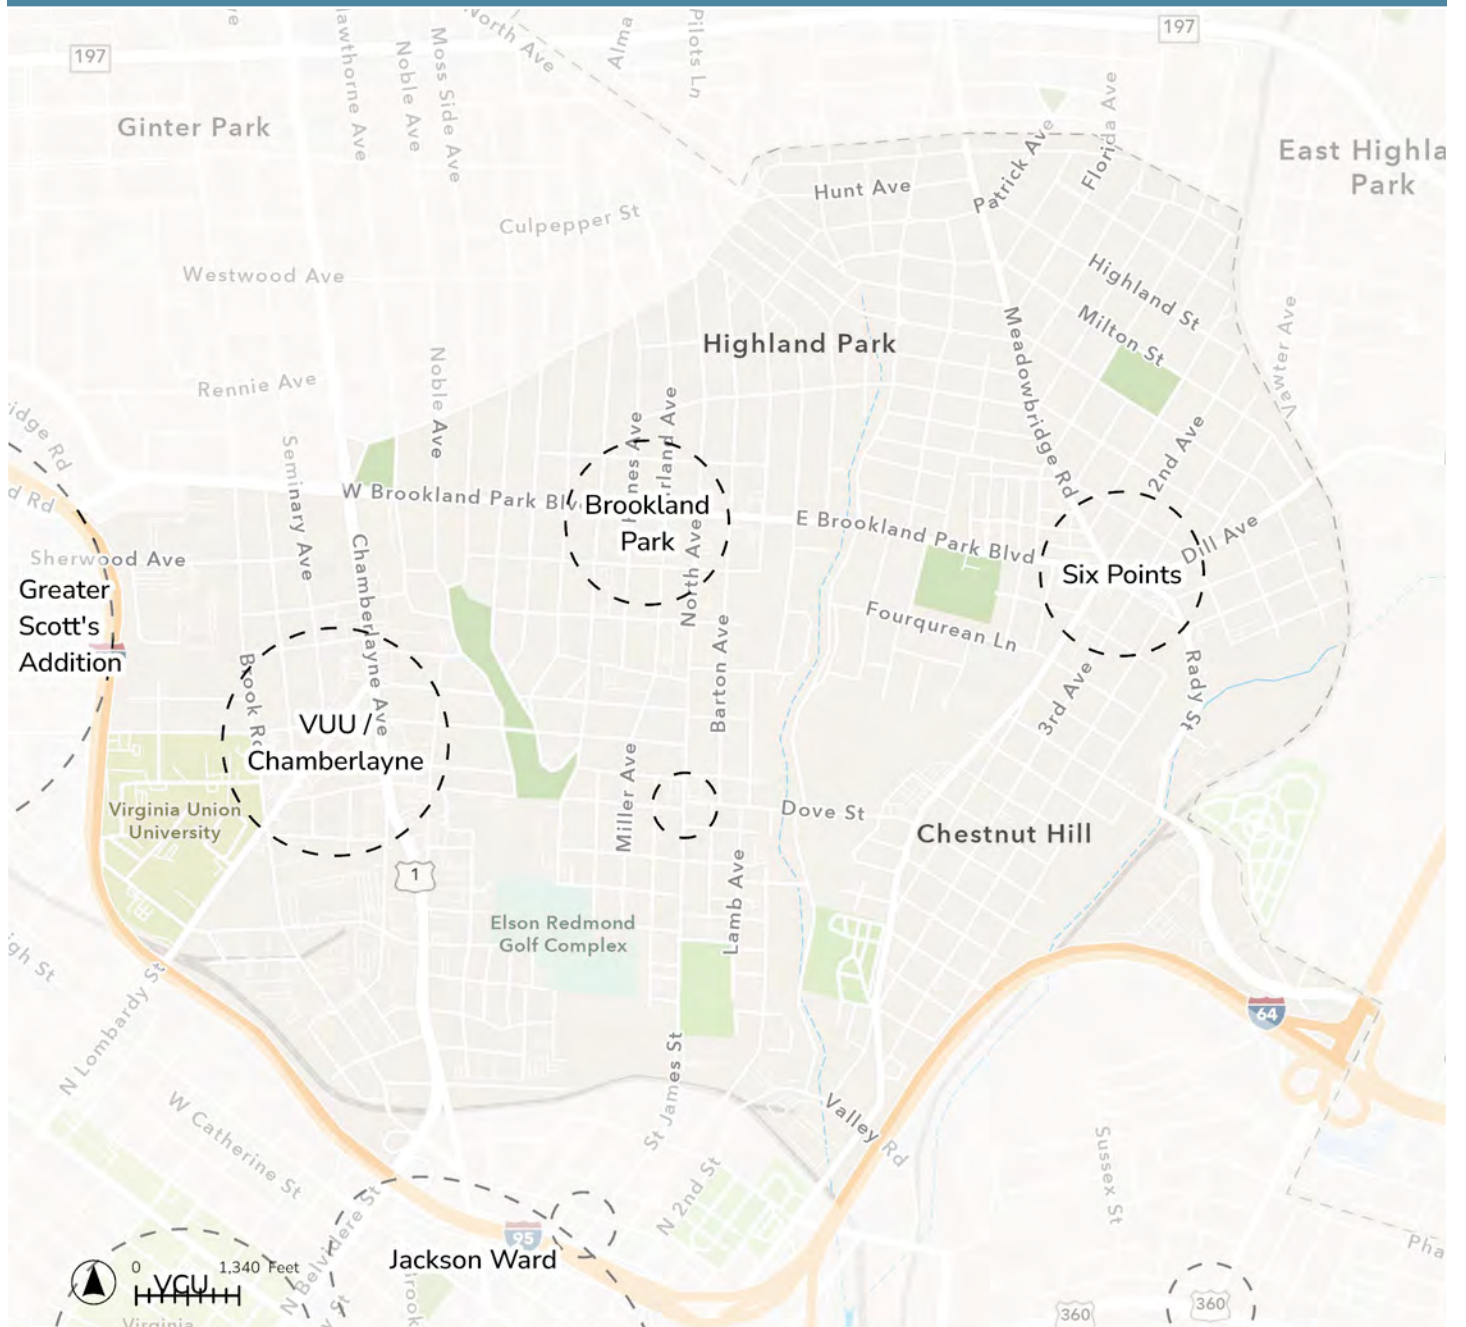 197
197
North Ave
Alma
Pilots Ln
Moss Side Ave
Noble Ave
Ginter Park
Florida Ave
Patrick Ave
East Highla
Park
Hunt Ave
Culpepper St
Westwood Ave
Highland St
Milton St
Meadowbridge Rd
Vawter Ave
Highland Park
Rennie Ave
Noble Ave
2nd Ave
Seminary Ave
W Brookland Park
Brookland
Park
E Brookland Park Blvd
Dill Ave
Six Points
Sherwood Ave
Chamberlayne Ave
North Ave
Greater
Scott's
Addition
Fourqurean Ln
Barton Ave
Rady St
3rd Ave
VUU /
Chamberlayne
Miller Ave
Virginia Union
University
Dove St
Chestnut Hill
1
Lamb Ave
Elson Redmond
Golf Complex
N Lombardy St
64
St James St
Valley Rd
W Catherine St
Sussex St
N 2nd St
N Belvidere St
95
Jackson Ward
0 1,340 Feet
VCU
360
360
Virginia